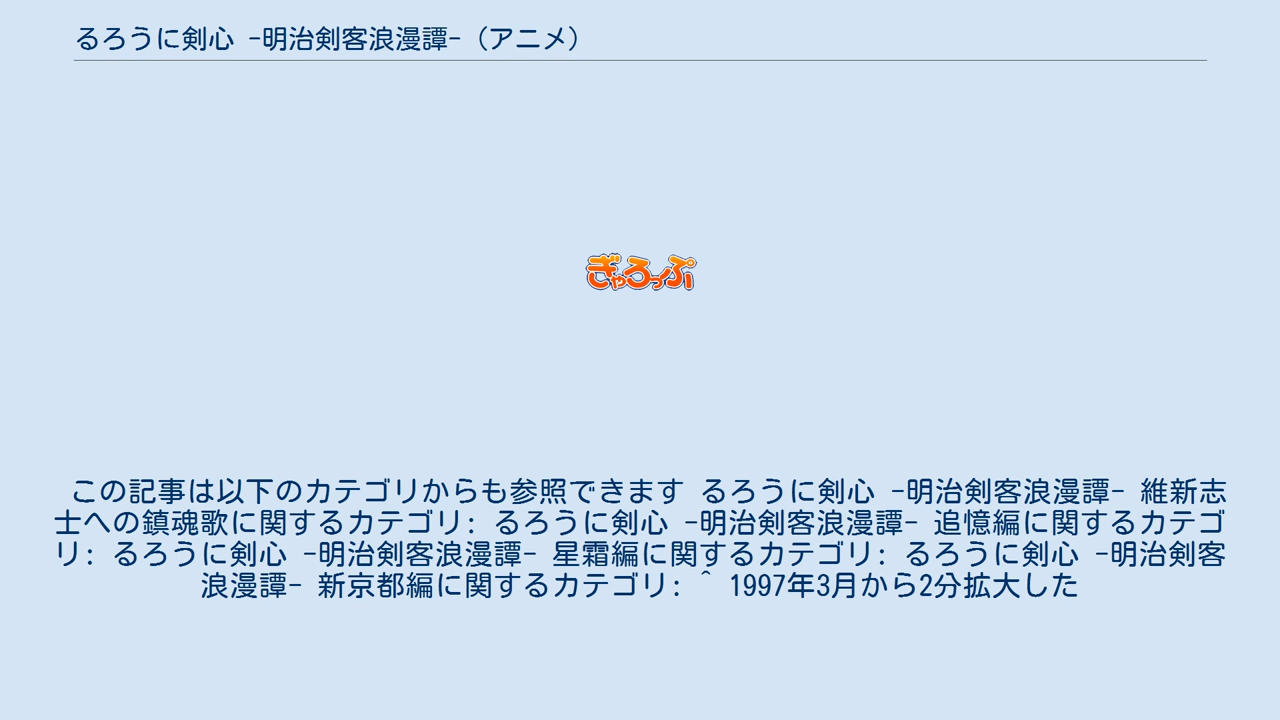 るろうに剣心 -明治剣客浪漫譚-（アニメ）
ぎゃろっぷ
この記事は以下のカテゴリからも参照できます るろうに剣心 -明治剣客浪漫譚- 維新志
士への鎮魂歌に関するカテゴリ: るろうに剣心 -明治剣客浪漫譚- 追憶編に関するカテゴ
リ: るろうに剣心 -明治剣客浪漫譚- 星霜編に関するカテゴリ: るろうに剣心 -明治剣客
浪漫譚- 新京都編に関するカテゴリ: ^ 1997年3月から2分拡大した